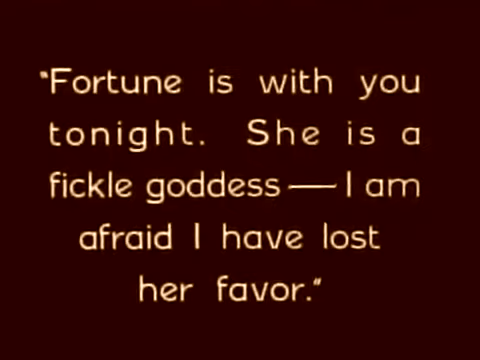 "Fortune is with you
tonight. She is a
fickle goddess — I am
afraid I have lost
her favor."